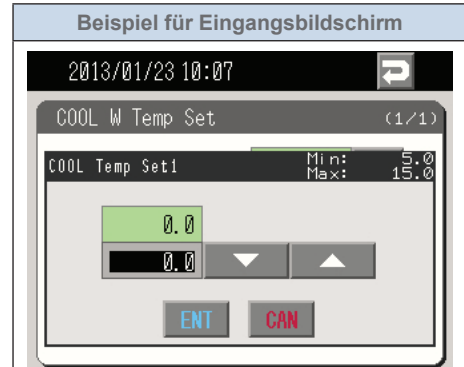 Beispiel für Eingangsbildschirm
2013/01/23 10:07
COOL W Temp Set (1/1)
COOL Temp Set1 Min: 5.0
Max: 15.0
0.0
0.0
ENT CAN